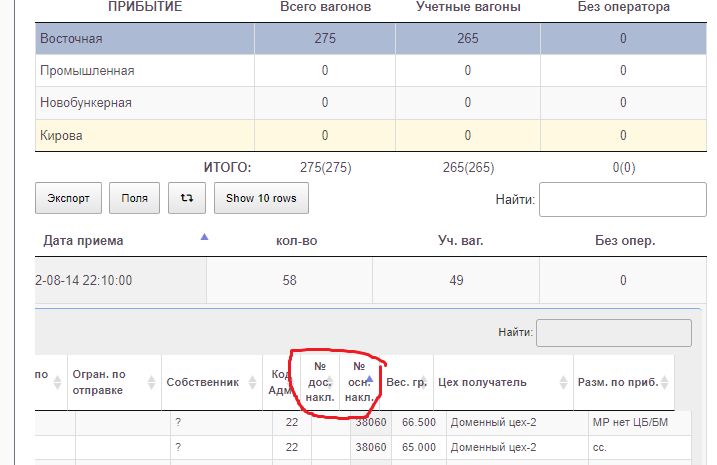 ПРИБЫТИЕ Всего вагонов Учетные вагоны Без оператора
Восточная 275 265 0
Промышленная 0 0 0
Новобункерная 0 0 0
Кирова 0 0 0
ИТОГО: 275(275) 265(265) 0(0)
Экспорт Поля Show 10 rows Найти:
Дата приема кол-во Уч. ваг. Без опер.
2-08-14 22:10:00 58 49 0
Найти:
по Огран. по отправке Собственник Код Адм. № дос. накл. № осн. накл. Вес. гр. Цех получатель Разм. по приб.
? 22 38060 66.500 Доменный цех-2 МР нет ЦБ/БМ
? 22 38060 65.000 Доменный цех-2 сс.